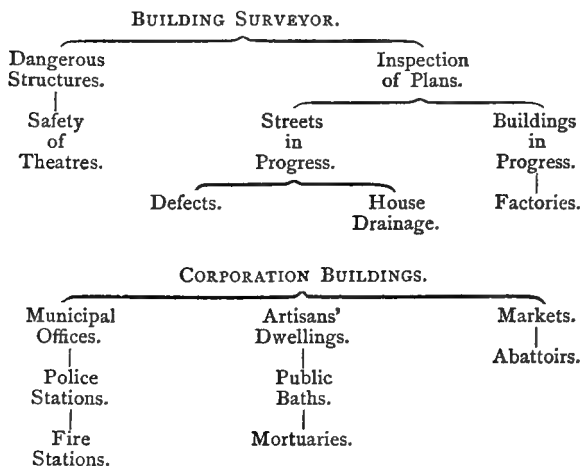 BUILDING SURVEYOR.
Dangerous Structures.
Inspection of Plans.
Safety of Theatres.
Streets in Progress.
Buildings in Progress.
Defects.
House Drainage.
Factories.
CORPORATION BUILDINGS.
Municipal Offices.
Artisans' Dwellings.
Markets.
Abattoirs.
Police Stations.
Public Baths.
Fire Stations.
Mortuaries.